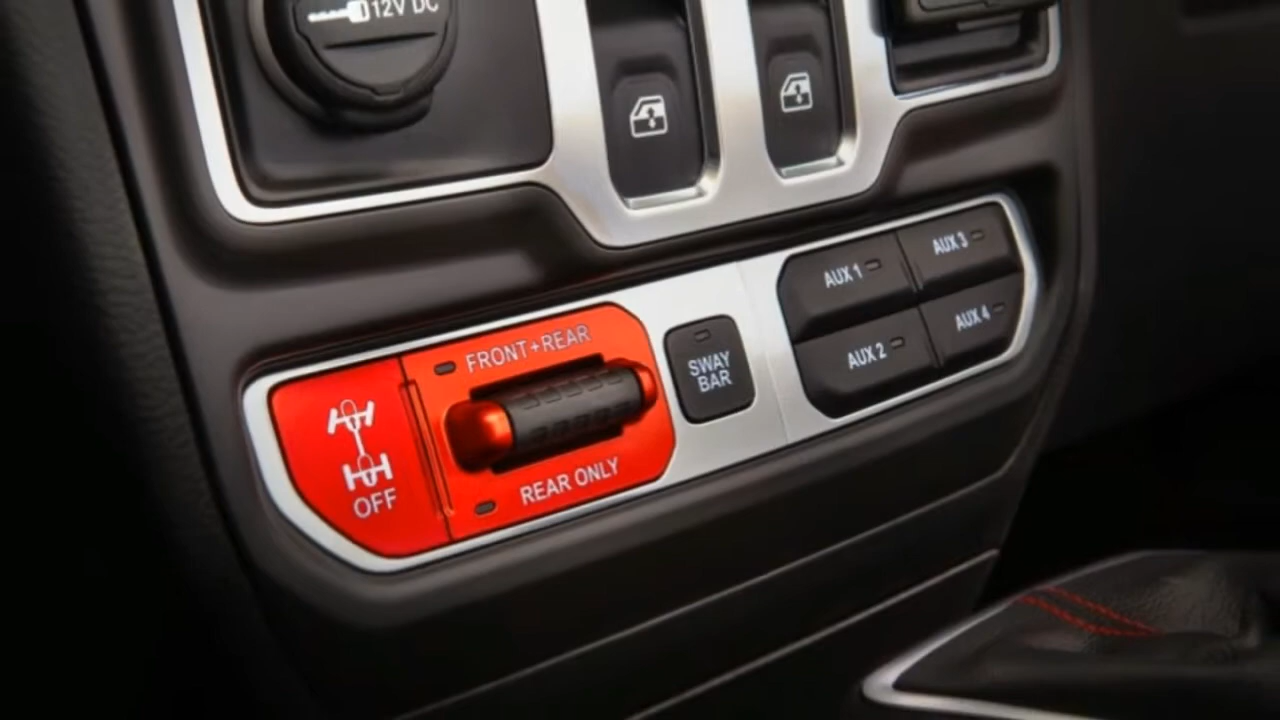 12V DC
FRONT+REAR
OFF
REAR ONLY
SWAY
BAR
AUX 1
AUX 3
AUX 2
AUX 4